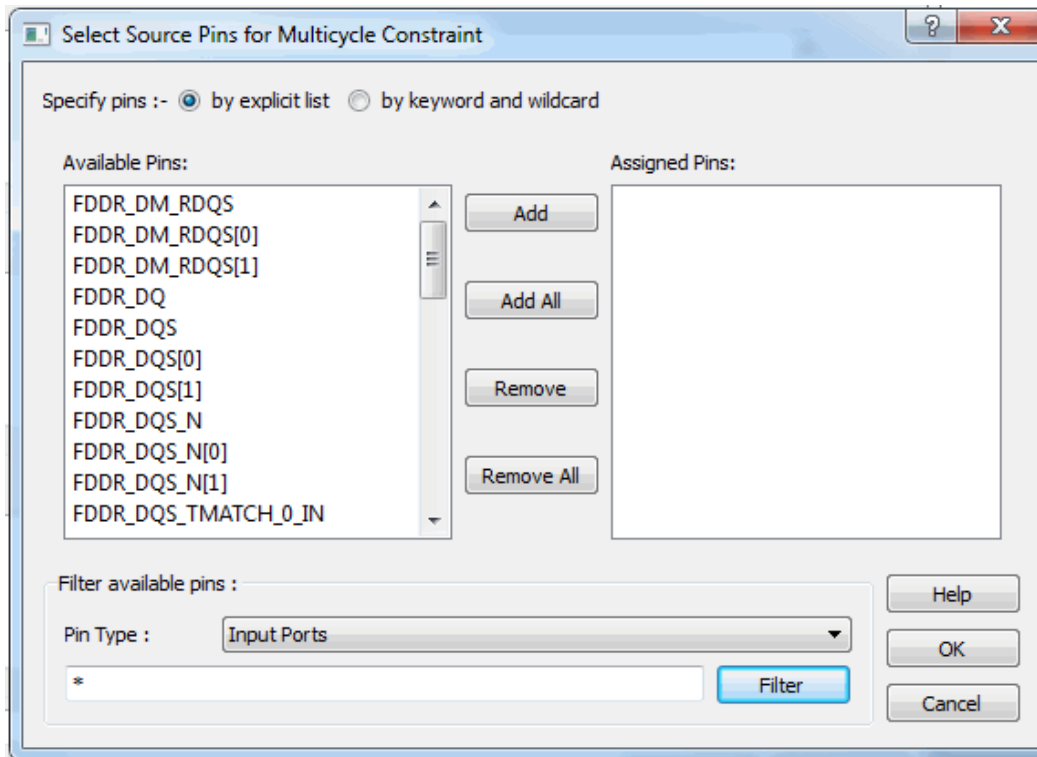 Select Source Pins for Multicycle Constraint
Specify pins :- by explicit list by keyword and wildcard
Available Pins:
Assigned Pins:
FDDR_DM_RDQS
FDDR_DM_RDQS[0]
FDDR_DM_RDQS[1]
FDDR_DQ
FDDR_DQS
FDDR_DQS[0]
FDDR_DQS[1]
FDDR_DQS_N
FDDR_DQS_N[0]
FDDR_DQS_N[1]
FDDR_DQS_TMATCH_0_IN
Add
Add All
Remove
Remove All
Filter available pins :
Pin Type : Input Ports
* Filter
Help
OK
Cancel